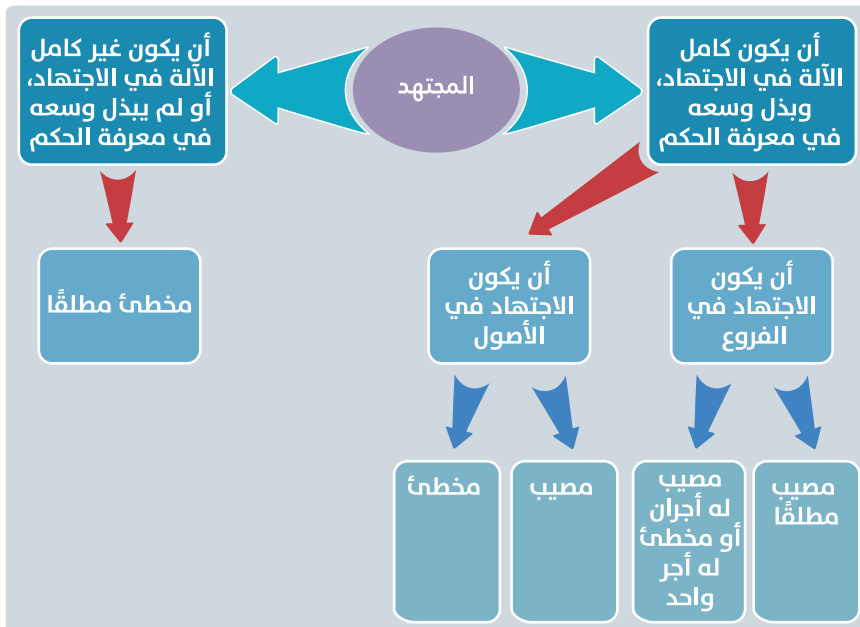 المجتهد
أن يكون كامل
الآلة في الاجتهاد،
وبذل وسعه
في معرفة الحكم
أن يكون غير كامل
الآلة في الاجتهاد،
أو لم يبذل وسعه
في معرفة الحكم
أن يكون
الاجتهاد في
الفروع
أن يكون
الاجتهاد في
الأصول
مخطئ مطلقًا
مصيب
مطلقًا
مصيب
له أجران
أو مخطئ
له أجر
واحد
مصيب
مخطئ